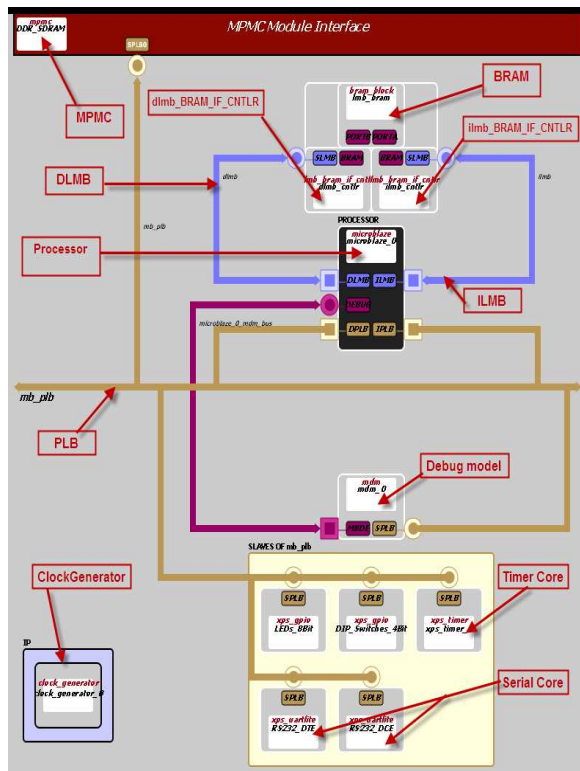 mpmc
DDR_SDRAM
MPMC Module Interface
SPLB0
MPMC
BRAM
dlmb_BRAM_IF_CNTLR
bram_block
lmb_bram
ilmb_BRAM_IF_CNTLR
PORTB PORTA
SLMB BRAM BRAM SLMB
DLMB
dlmb
lmb_bram_if_cntlr
dlmb_cntlr
lmb_bram_if_cntlr
ilmb_cntlr
ilmb
mb_plb
PROCESSOR
microblaze
microblaze_0
Processor
DLMB ILMB
ILMB
DEBUG
microblaze_0_mdm_bus
DPLB IPLB
mb_plb
PLB
Debug model
mdm
mdm_0
SPLB
SLAVES OF mb_plb
ClockGenerator
Timer Core
SPLB SPLB SPLB
xps_gpio
LEDs_8Bit
xps_gpio
DIP_Switches_4Bit
xps_timer
xps_timer_
IP
clock_generator
clock_generator_0
Serial Core
SPLB SPLB
xps_uartlite
RS232_DTE
xps_uartlite
RS232_DCE